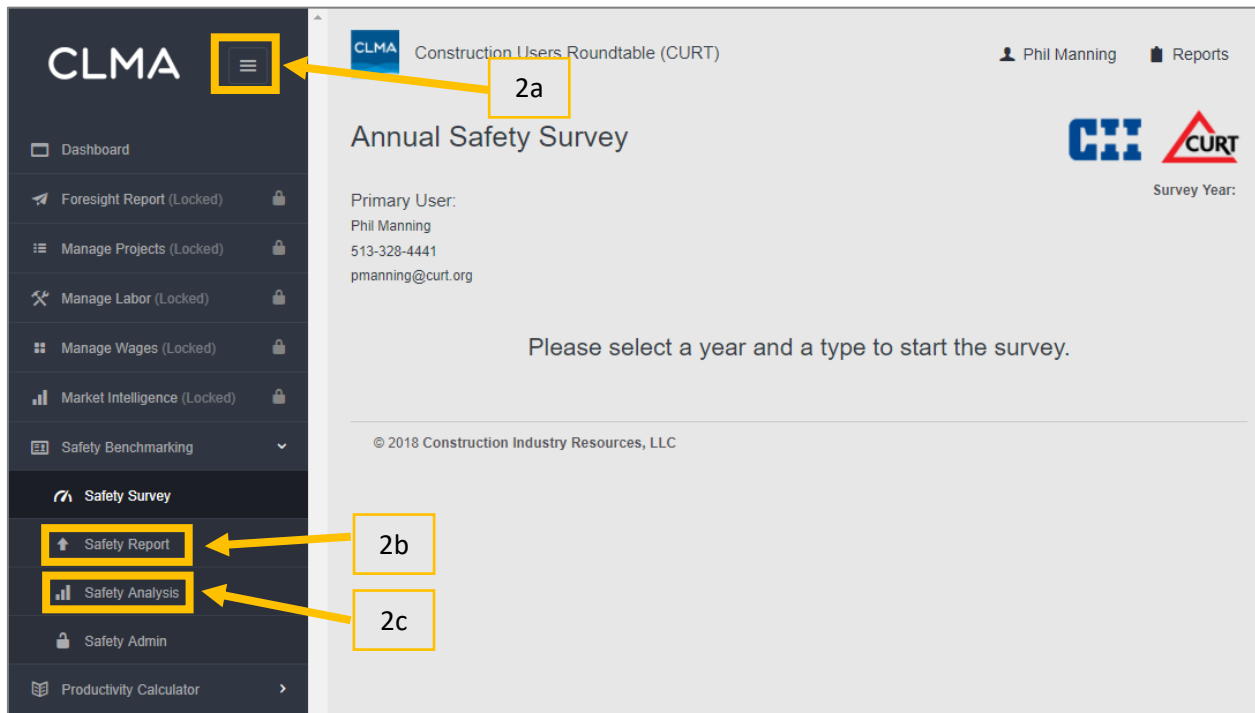 CLMA
Dashboard
Foresight Report (Locked)
Manage Projects (Locked)
Manage Labor (Locked)
Manage Wages (Locked)
Market Intelligence (Locked)
Safety Benchmarking
Safety Survey
Safety Report
Safety Analysis
Safety Admin
Productivity Calculator
CLMA
Construction Users Roundtable (CURT)
Phil Manning
Reports
2a
Annual Safety Survey
CII
CURT
Survey Year:
Primary User:
Phil Manning
513-328-4441
pmanning@curt.org
Please select a year and a type to start the survey.
© 2018 Construction Industry Resources, LLC
2b
2c